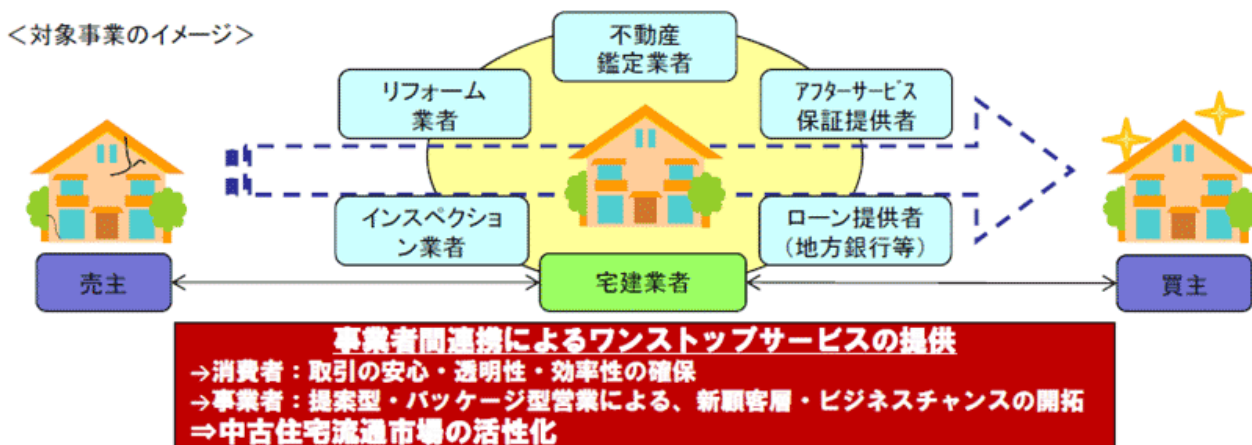 ＜対象事業のイメージ＞
不動産
鑑定業者
リフォーム
業者
ｱﾌﾀｰｻｰﾋﾞｽ
保証提供者
インスペクショ
ン業者
ローン提供者
（地方銀行等）
売主
宅建業者
買主
事業者間連携によるワンストップサービスの提供
→消費者：取引の安心・透明性・効率性の確保
→事業者：提案型・パッケージ型営業による、新顧客層・ビジネスチャンスの開拓
⇒中古住宅流通市場の活性化